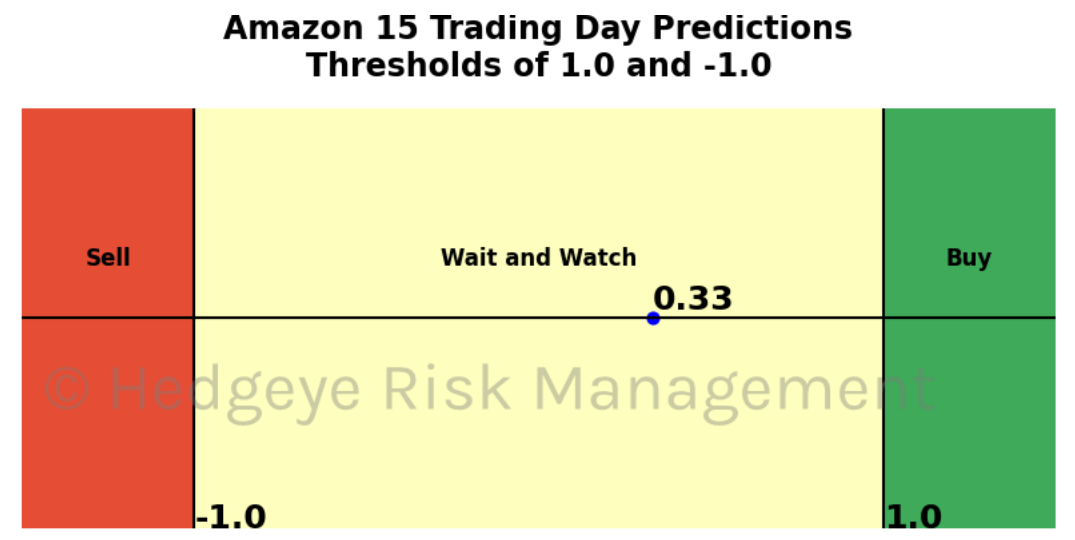 Amazon 15 Trading Day Predictions
Thresholds of 1.0 and -1.0
Sell
Wait and Watch
Buy
0.33
© Hedgeye Risk Management
-1.0
1.0